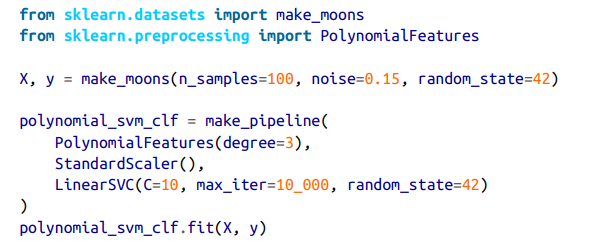 from sklearn.datasets import make_moons
from sklearn.preprocessing import PolynomialFeatures

X, y = make_moons(n_samples=100, noise=0.15, random_state=42)

polynomial_svm_clf = make_pipeline(
    PolynomialFeatures(degree=3),
    StandardScaler(),
    LinearSVC(C=10, max_iter=10_000, random_state=42)
)
polynomial_svm_clf.fit(X, y)